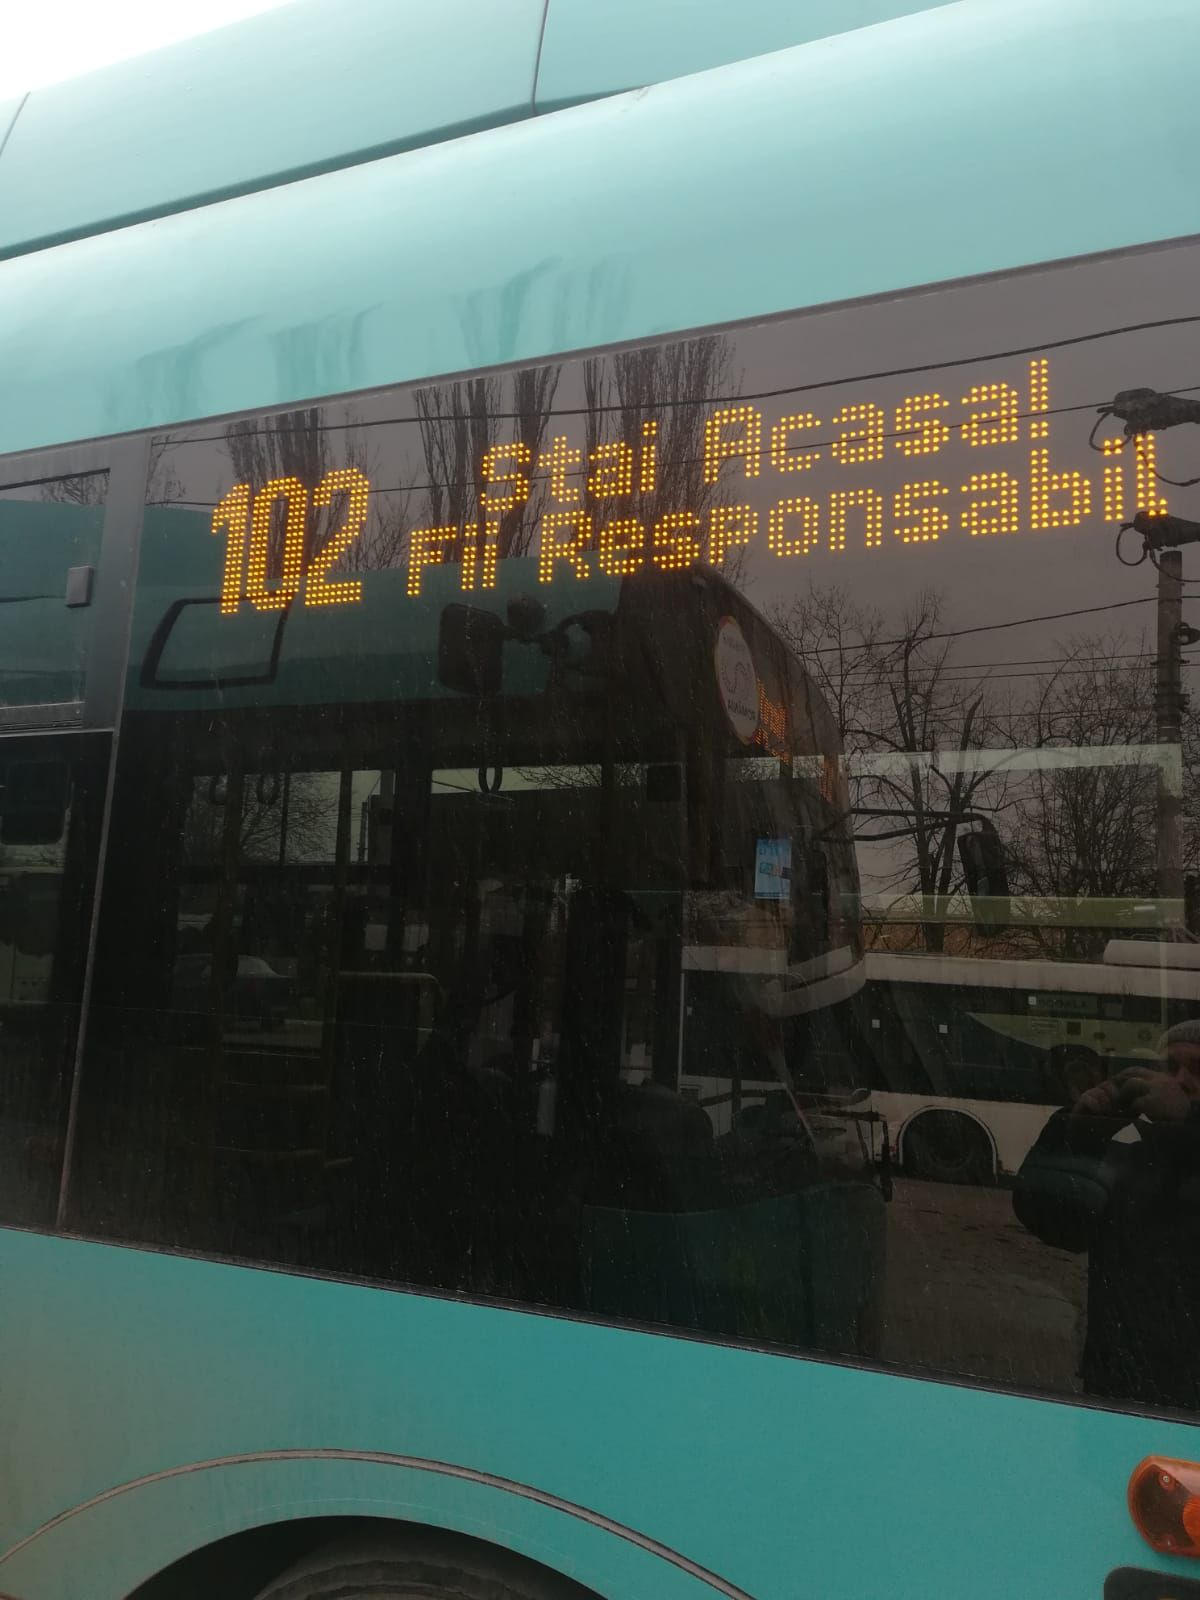 102
Stai Acasa!
Fii Responsabil